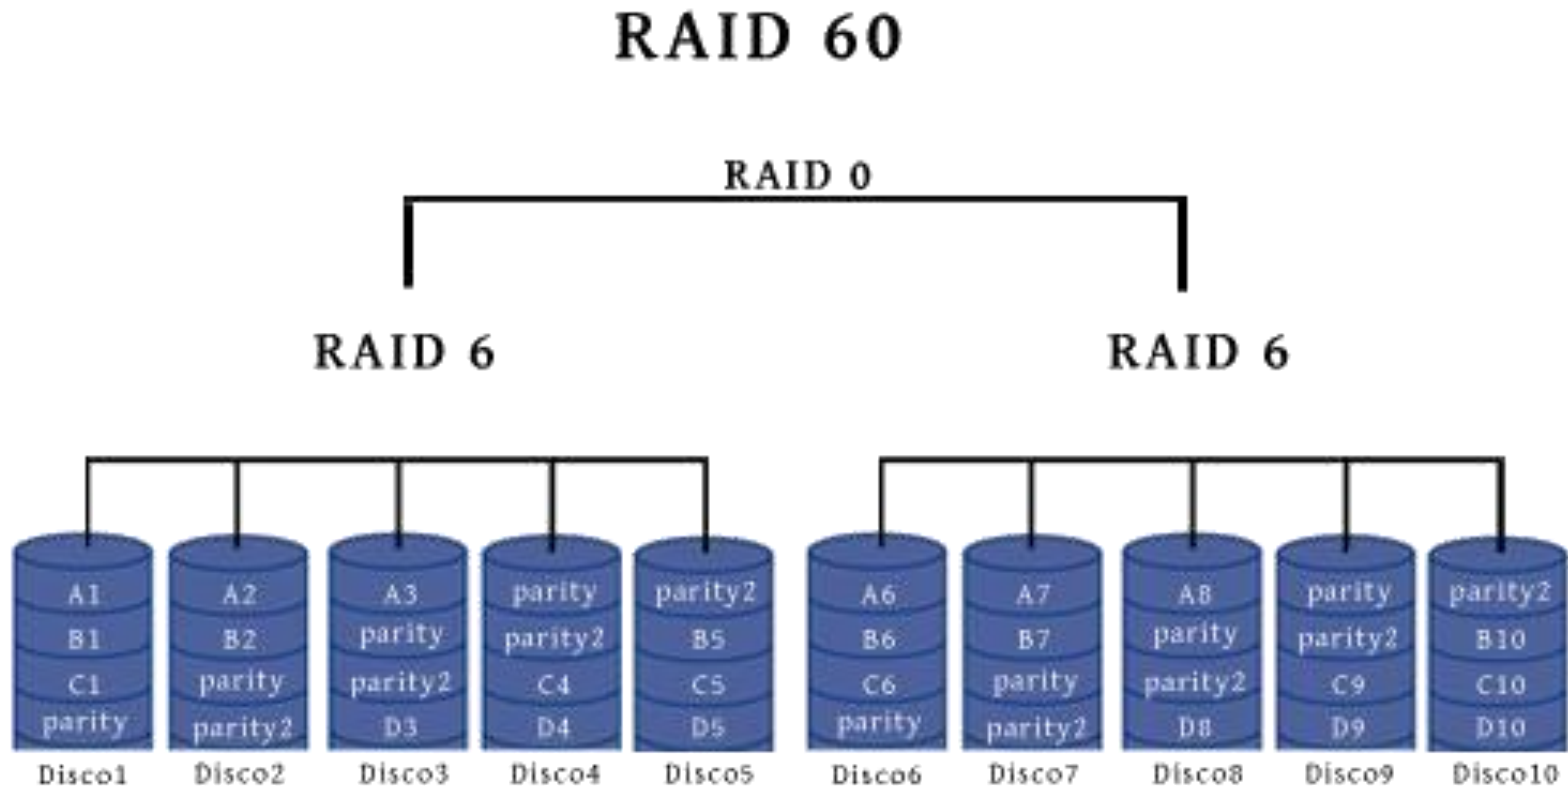 RAID 60
RAID 0
RAID 6 RAID 6
A1 A2 A3 parity parity2 A6 A7 A8 parity parity2
B1 B2 parity parity2 B5 B6 B7 parity parity2 B10
C1 parity parity2 C4 C5 C6 parity parity2 C9 C10
parity parity2 D3 D4 D5 parity parity2 D8 D9 D10
Disco1 Disco2 Disco3 Disco4 Disco5 Disco6 Disco7 Disco8 Disco9 Disco10